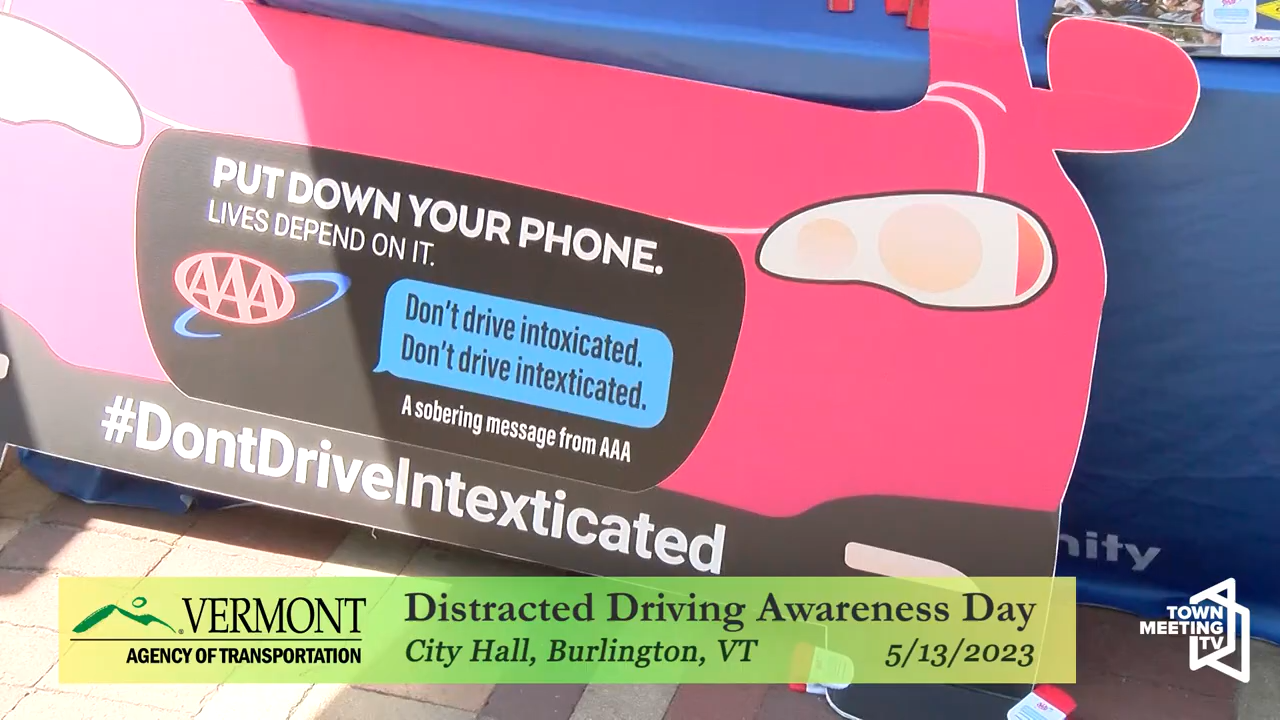 PUT DOWN YOUR PHONE.
LIVES DEPEND ON IT.
AAA
Don't drive intoxicated.
Don't drive intexticated.
A sobering message from AAA
#DontDriveIntexticated
nity
VERMONT
AGENCY OF TRANSPORTATION
Distracted Driving Awareness Day
City Hall, Burlington, VT
5/13/2023
TOWN
MEETING
TV